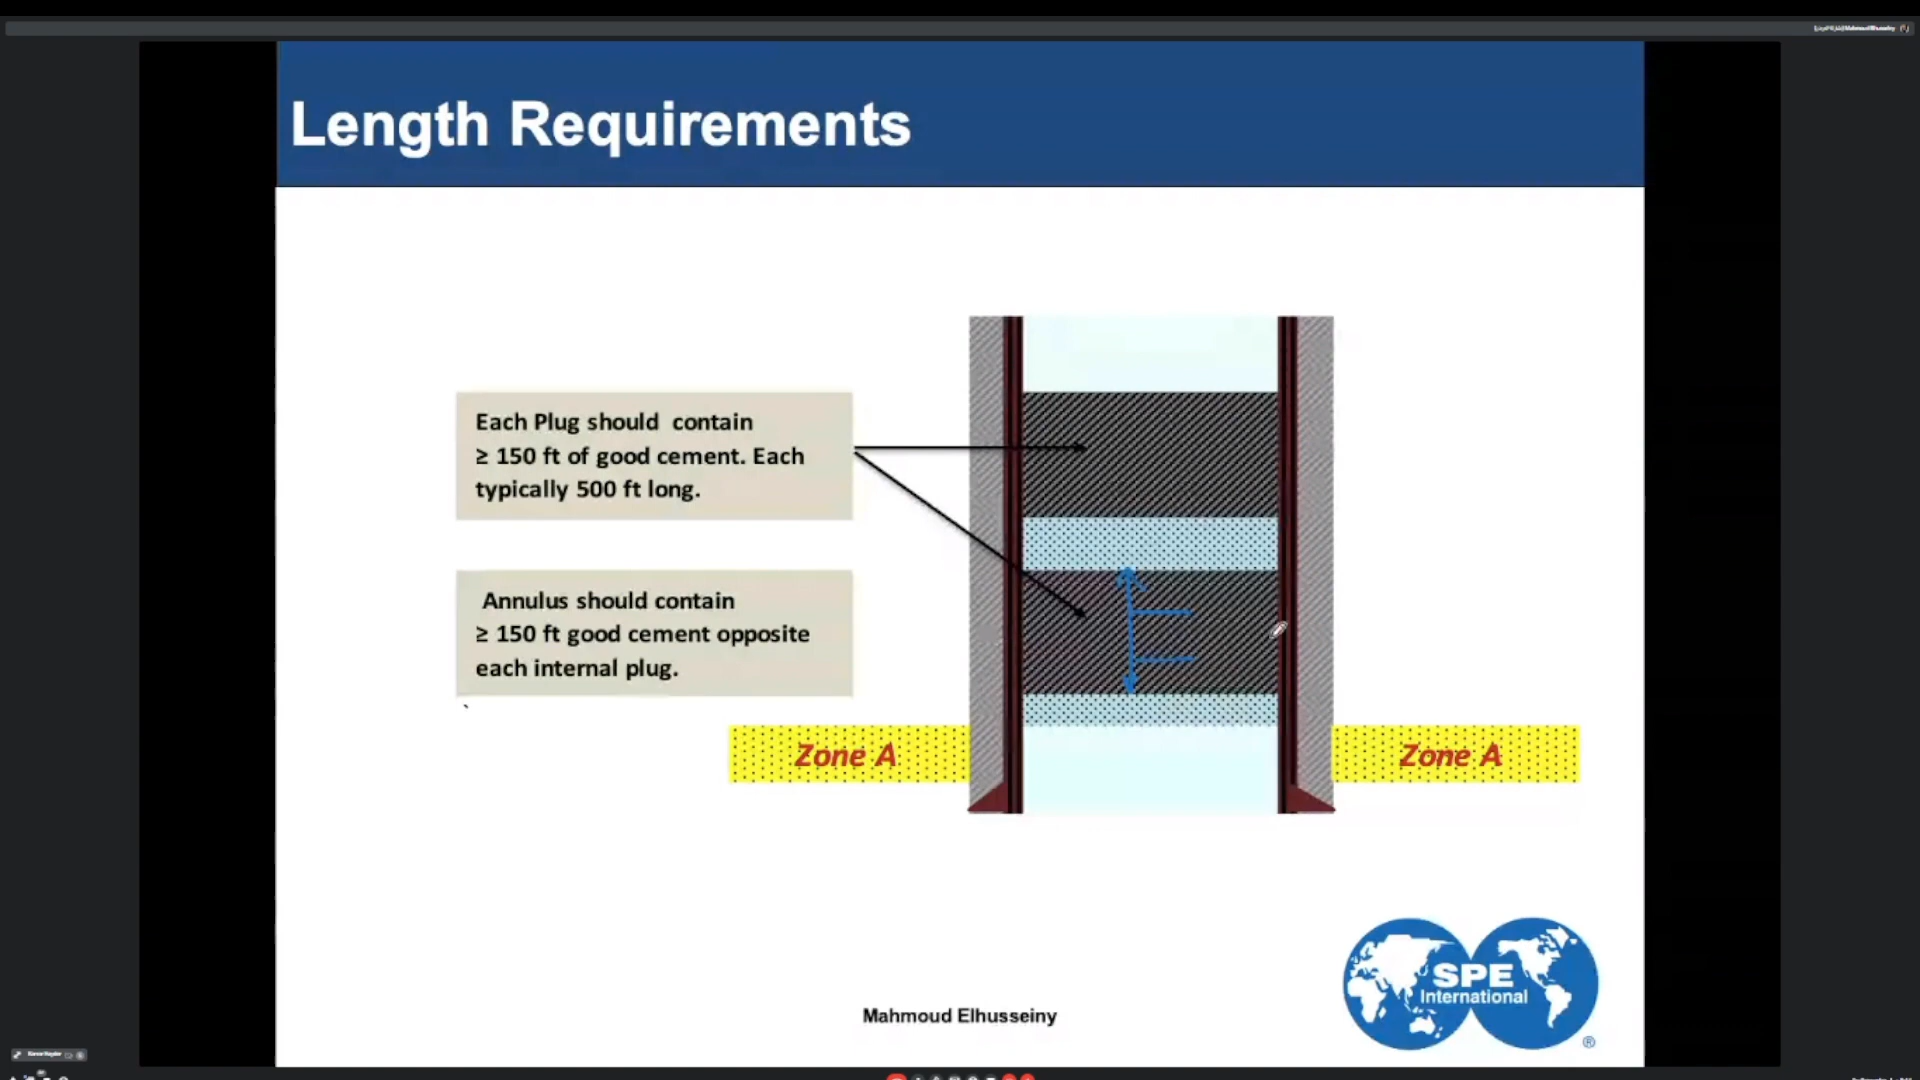 Length Requirements
Each Plug should contain
≥ 150 ft of good cement. Each
typically 500 ft long.
Annulus should contain
≥ 150 ft good cement opposite
each internal plug.
Zone A
Zone A
SPE
International
®
Mahmoud Elhusseiny